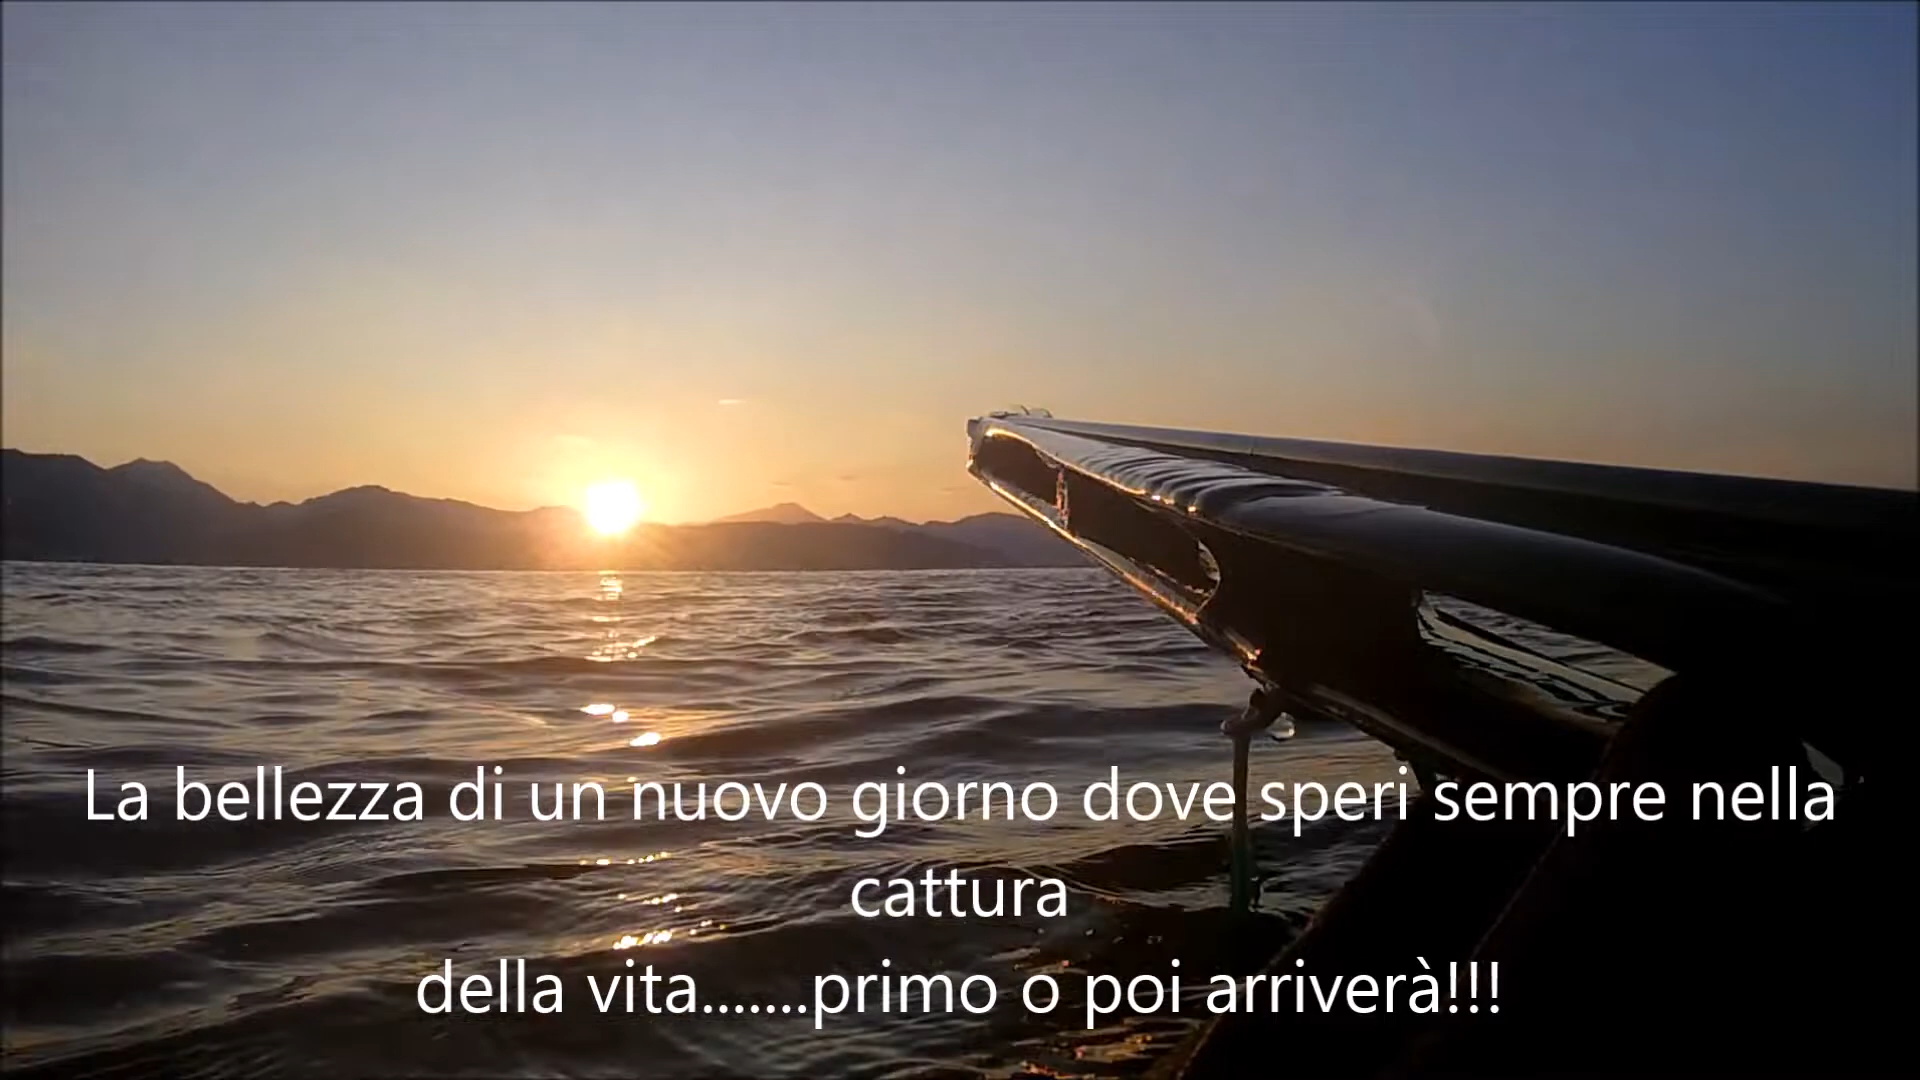 La bellezza di un nuovo giorno dove speri sempre nella
cattura
della vita.......primo o poi arriverà!!!